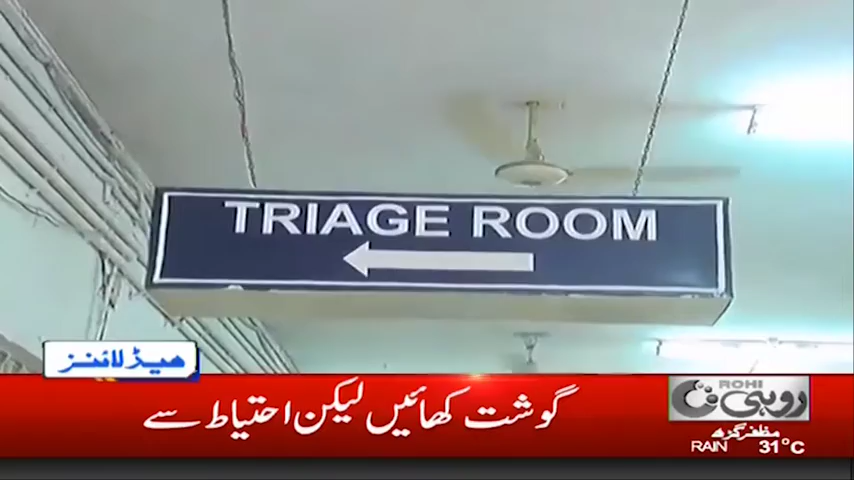 TRIAGE ROOM
ہیڈلائنز
گوشت کھائیں لیکن احتیاط سے
ROHI
روہی
مظفرگڑھ
RAIN 31°C